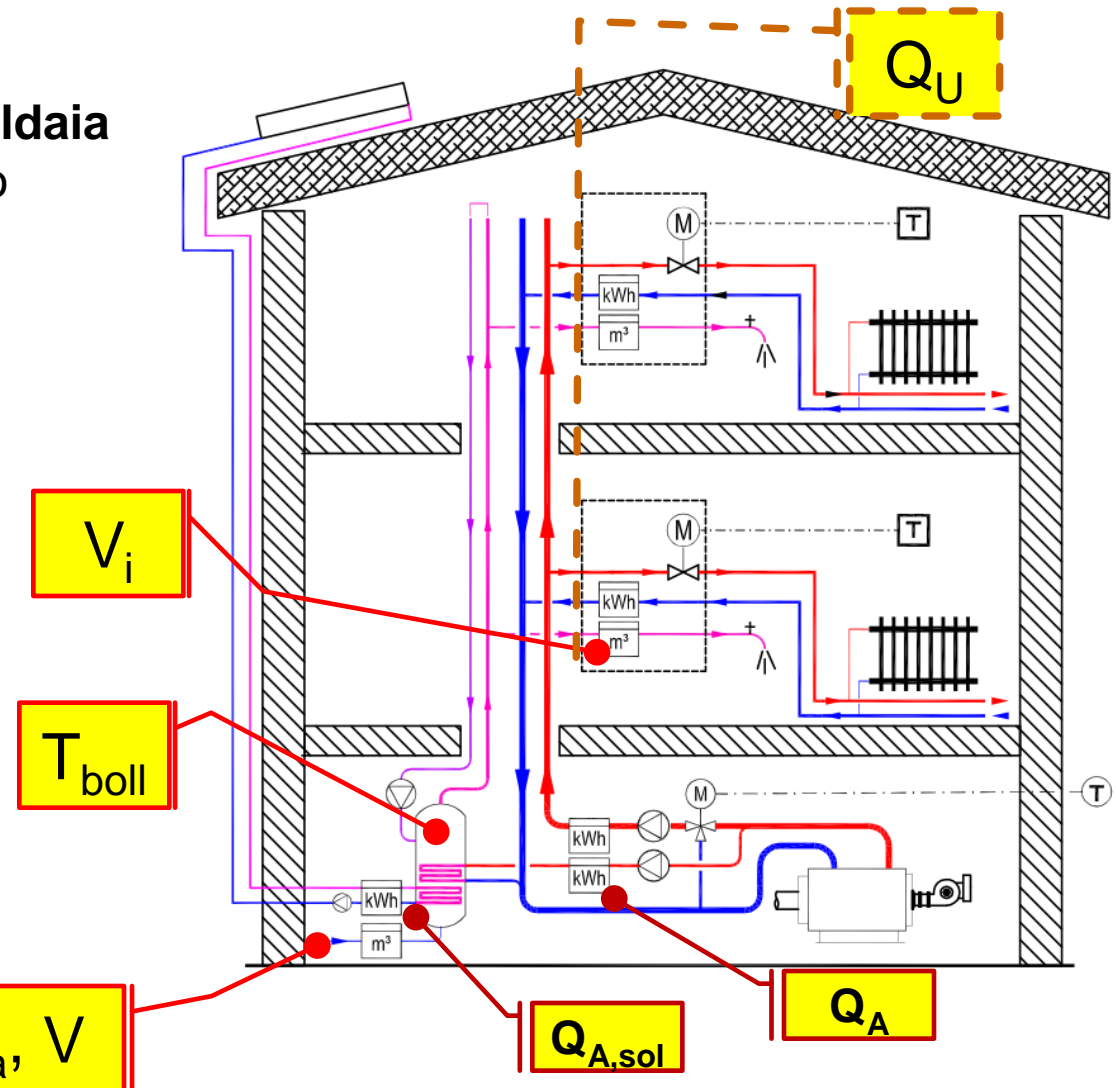 Q_U
ldaia
o
M
T
kWh
m³
V_i
M
T
kWh
m³
T_boll
M
T
kWh
kWh
kWh
m³
Q_A,sol
Q_A
a, V